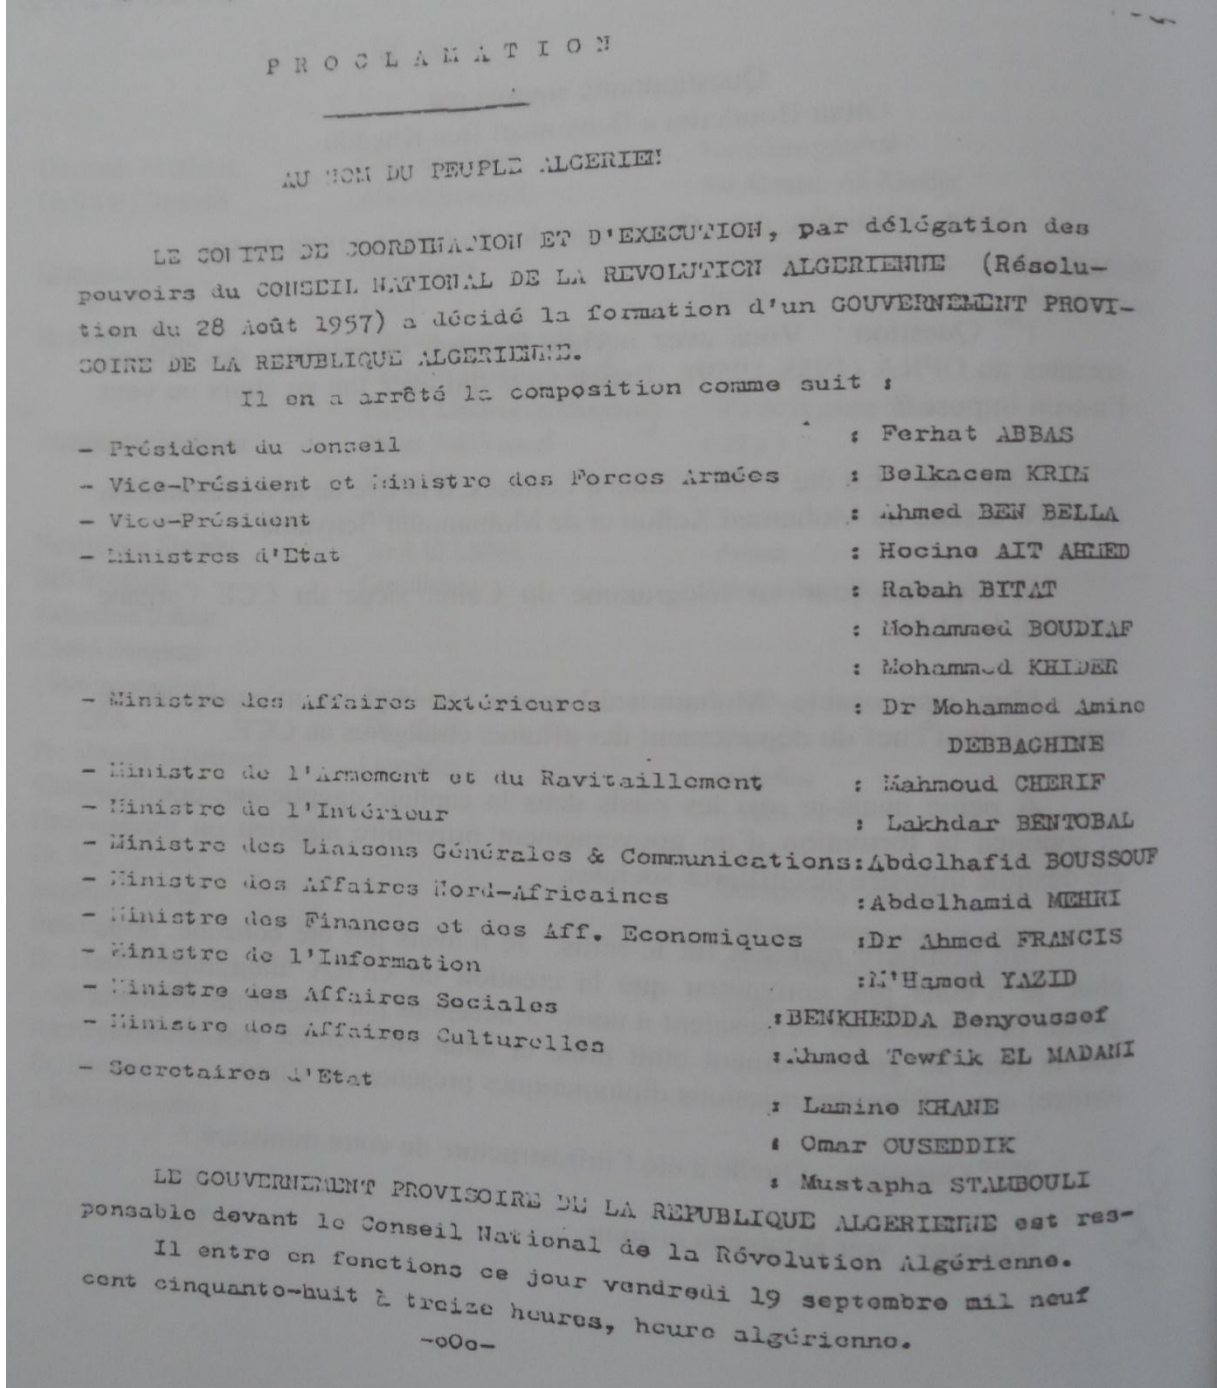 PROCLAMATION
AU NOM DU PEUPLE ALGERIEN
LE COMITE DE COORDINATION ET D'EXECUTION, par délégation des
pouvoirs du CONSEIL NATIONAL DE LA REVOLUTION ALGERIENNE (Résolu-
tion du 28 Août 1957) a décidé la formation d'un GOUVERNEMENT PROVI-
SOIRE DE LA REPUBLIQUE ALGERIENNE.
Il en a arrêté la composition comme suit :
- Président du Conseil : Ferhat ABBAS
- Vice-Président et Ministre des Forces Armées : Belkacem KRIM
- Vice-Président : Ahmed BEN BELLA
- Ministres d'Etat : Hocine AIT AHMED
: Rabah BITAT
: Mohammed BOUDIAF
: Mohammed KHIDER
- Ministre des Affaires Extérieures : Dr Mohammed Amine
DEBBAGHINE
- Ministre de l'Armement et du Ravitaillement : Mahmoud CHERIF
- Ministre de l'Intérieur : Lakhdar BENTOBAL
- Ministre des Liaisons Générales & Communications:Abdelhafid BOUSSOUF
- Ministre des Affaires Nord-Africaines :Abdelhamid MEHRI
- Ministre des Finances et des Aff. Economiques :Dr Ahmed FRANCIS
- Ministre de l'Information :M'Hamed YAZID
- Ministre des Affaires Sociales :BENKHEDDA Benyoussef
- Ministre des Affaires Culturelles :Ahmed Tewfik EL MADANI
- Secretaires d'Etat
: Lamine KHANE
: Omar OUSEDDIK
: Mustapha STAMBOULI
LE GOUVERNEMENT PROVISOIRE DE LA REPUBLIQUE ALGERIENNE est res-
ponsable devant le Conseil National de la Révolution Algérienne.
Il entre en fonctions ce jour vendredi 19 septembre mil neuf
cent cinquante-huit à treize heures, heure algérienne.
-oOo-